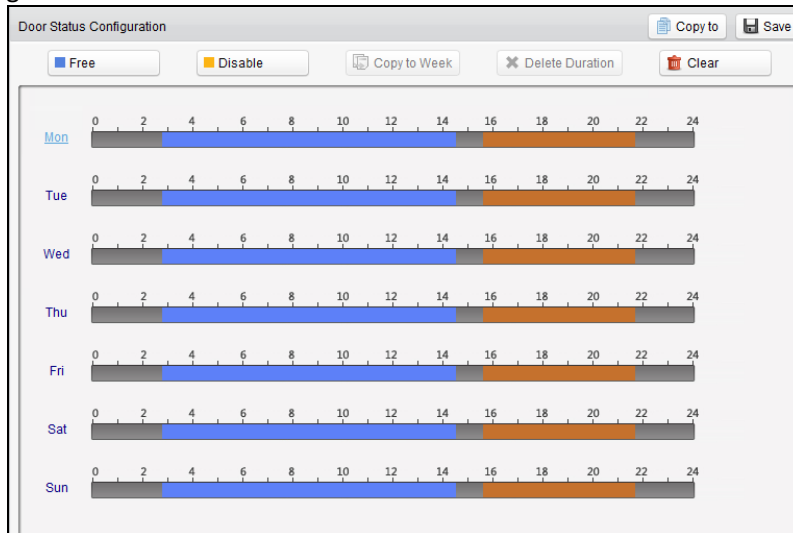 Door Status Configuration Copy to Save
Free Disable Copy to Week Delete Duration Clear
0 2 4 6 8 10 12 14 16 18 20 22 24
Mon
0 2 4 6 8 10 12 14 16 18 20 22 24
Tue
0 2 4 6 8 10 12 14 16 18 20 22 24
Wed
0 2 4 6 8 10 12 14 16 18 20 22 24
Thu
0 2 4 6 8 10 12 14 16 18 20 22 24
Fri
0 2 4 6 8 10 12 14 16 18 20 22 24
Sat
0 2 4 6 8 10 12 14 16 18 20 22 24
Sun